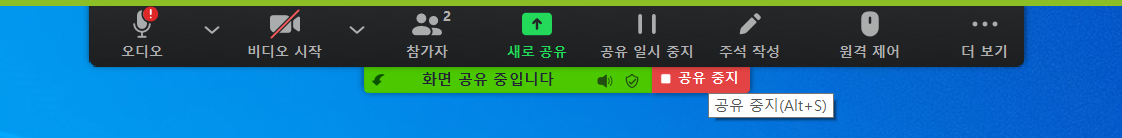 2
오디오
비디오 시작
참가자
새로 공유
공유 일시 중지
주석 작성
원격 제어
더 보기
화면 공유 중입니다
공유 중지
공유 중지(Alt+S)